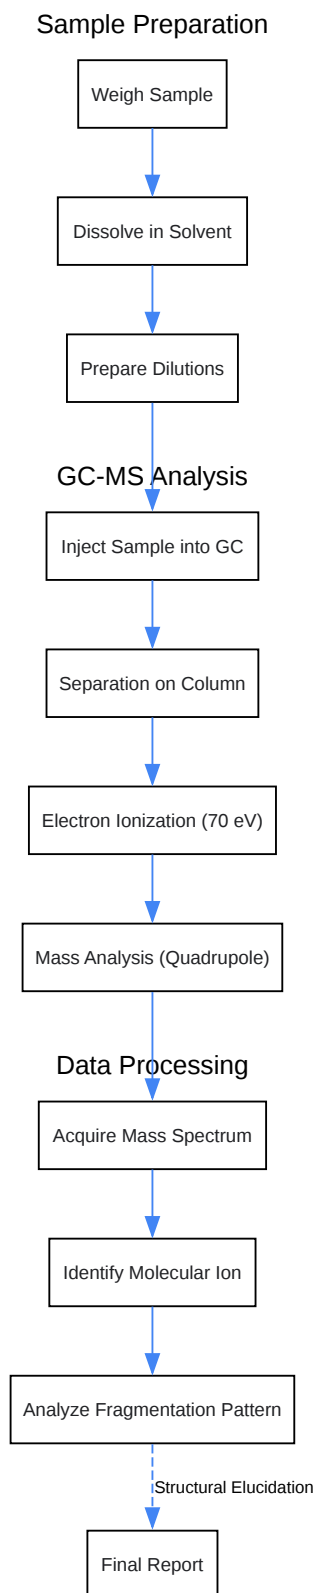 Sample Preparation
Weigh Sample
Dissolve in Solvent
Prepare Dilutions
GC-MS Analysis
Inject Sample into GC
Separation on Column
Electron Ionization (70 eV)
Mass Analysis (Quadrupole)
Data Processing
Acquire Mass Spectrum
Identify Molecular Ion
Analyze Fragmentation Pattern
Structural Elucidation
Final Report